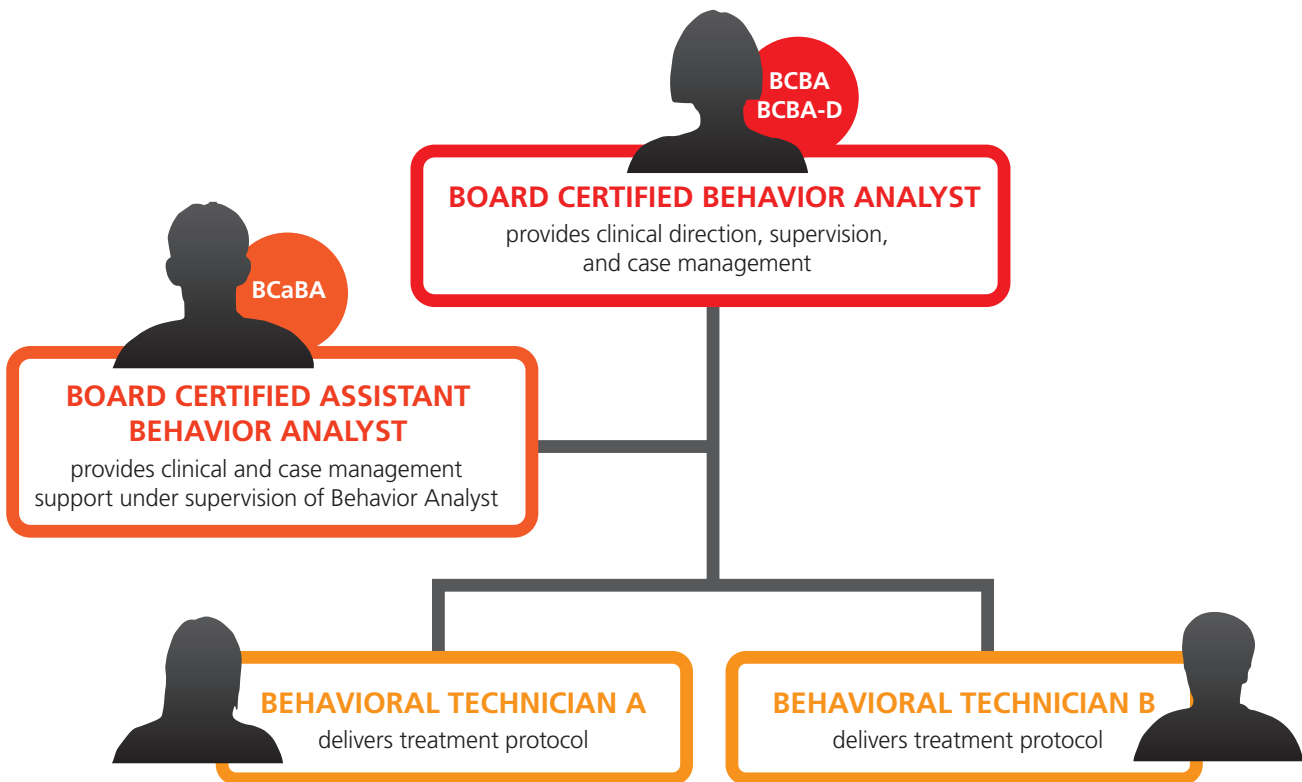 BCBA
BCBA-D
BOARD CERTIFIED BEHAVIOR ANALYST
provides clinical direction, supervision,
and case management
BCaBA
BOARD CERTIFIED ASSISTANT
BEHAVIOR ANALYST
provides clinical and case management
support under supervision of Behavior Analyst
BEHAVIORAL TECHNICIAN A
delivers treatment protocol
BEHAVIORAL TECHNICIAN B
delivers treatment protocol